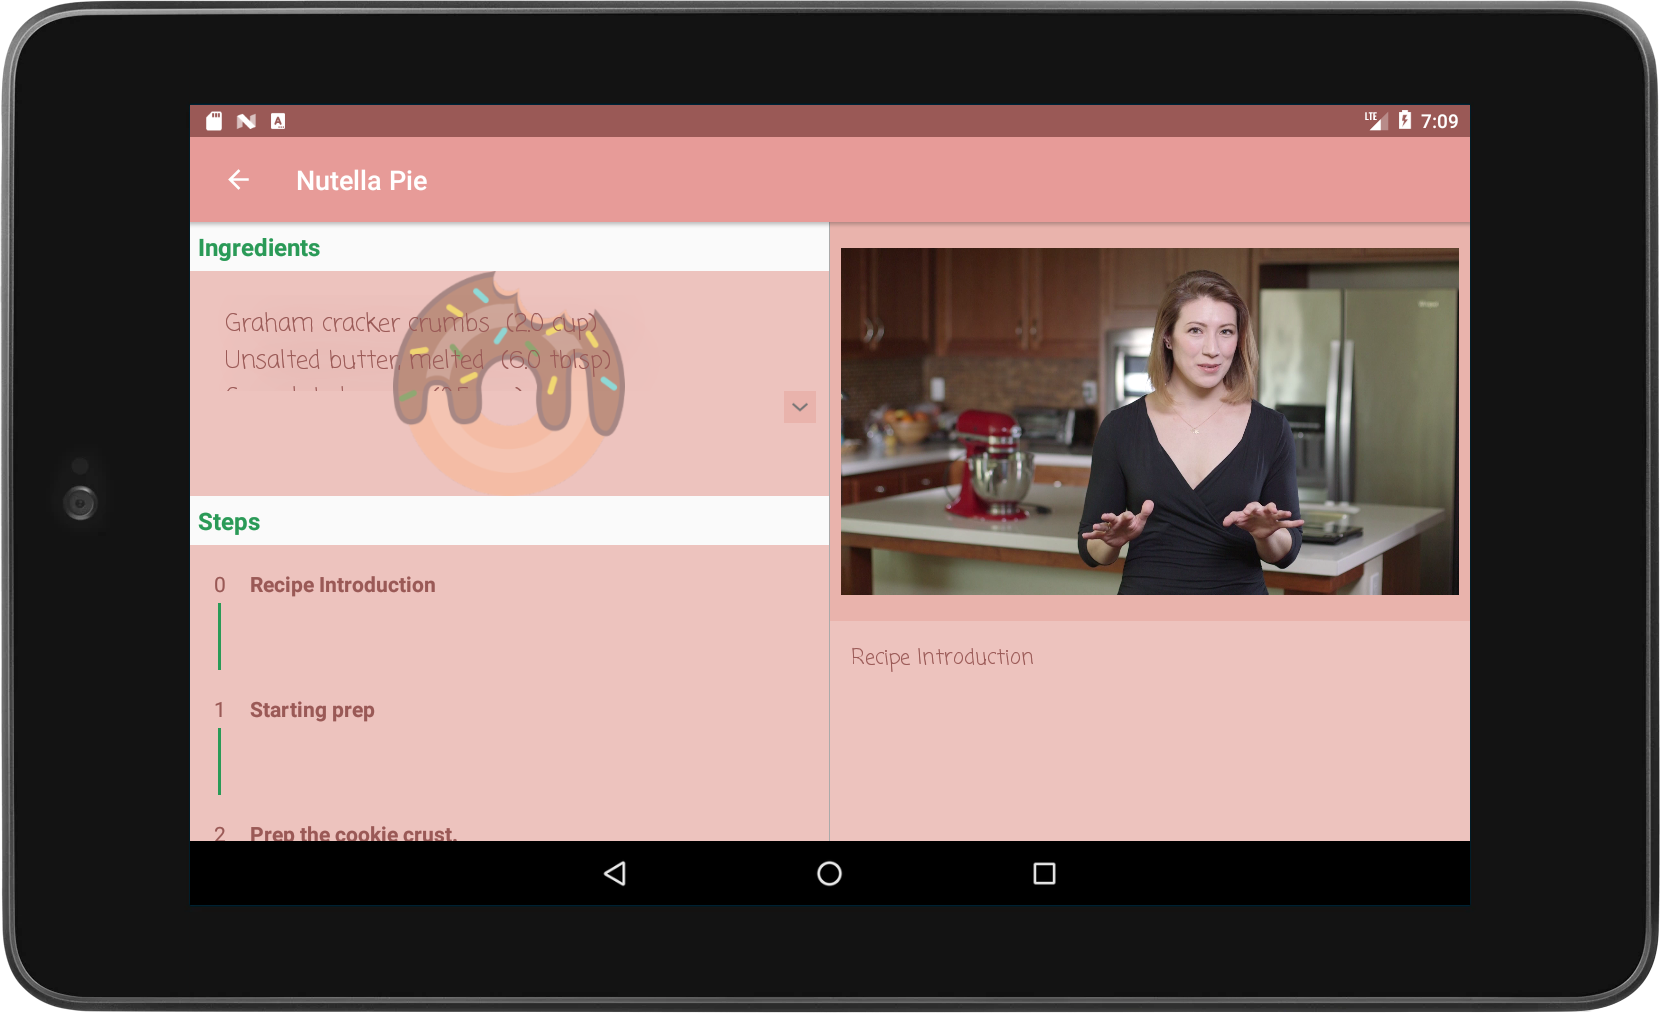 LTE 7:09
Nutella Pie
Ingredients
Graham cracker crumbs (2.0 cup)
Unsalted butter, melted (6.0 tblsp)
Steps
0 Recipe Introduction
1 Starting prep
2 Prep the cookie crust.
Recipe Introduction